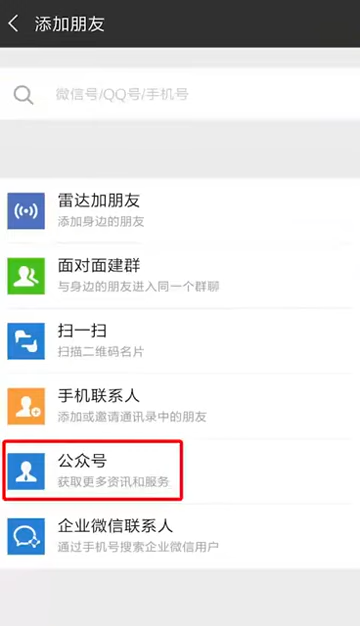 添加朋友
微信号/QQ号/手机号
雷达加朋友
添加身边的朋友
面对面建群
与身边的朋友进入同一个群聊
扫一扫
扫描二维码名片
手机联系人
添加或邀请通讯录中的朋友
公众号
获取更多资讯和服务
企业微信联系人
通过手机号搜索企业微信用户